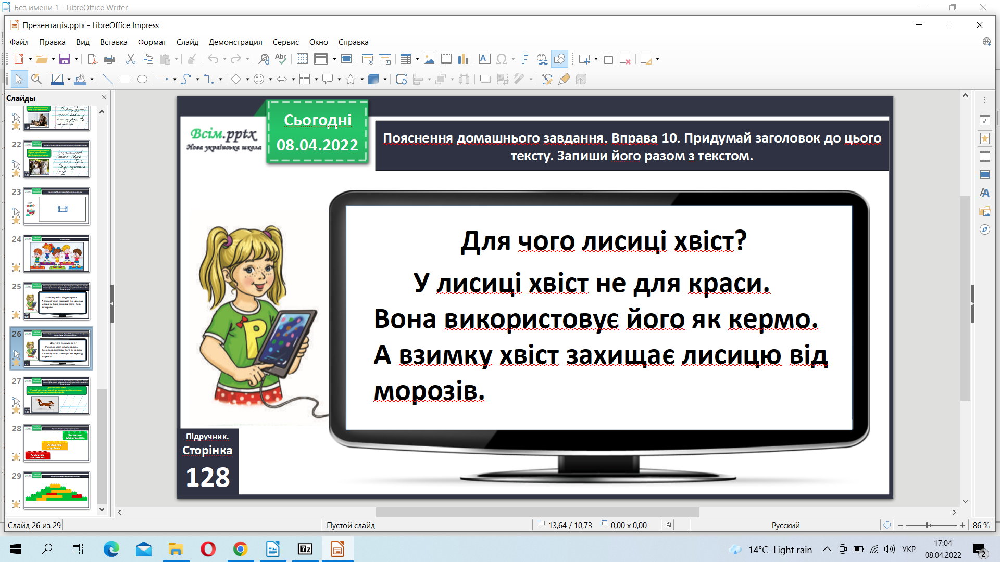 Без имени 1 - LibreOffice Writer
Презентація.pptx - LibreOffice Impress
Файл Правка Вид Вставка Формат Слайд Демонстрация Сервис Окно Справка
Слайды
22
23
24
25
26
27
28
29
Всім.pptx
Нова українська школа
Сьогодні
08.04.2022
Пояснення домашнього завдання. Вправа 10. Придумай заголовок до цього
тексту. Запиши його разом з текстом.
Для чого лисиці хвіст?
У лисиці хвіст не для краси.
Вона використовує його як кермо.
А взимку хвіст захищає лисицю від
морозів.
Підручник.
Сторінка
128
Слайд 26 из 29
Пустой слайд
13,64 / 10,73
0,00 x 0,00
Русский
86 %
14°C Light rain
УКР
17:04
08.04.2022
2